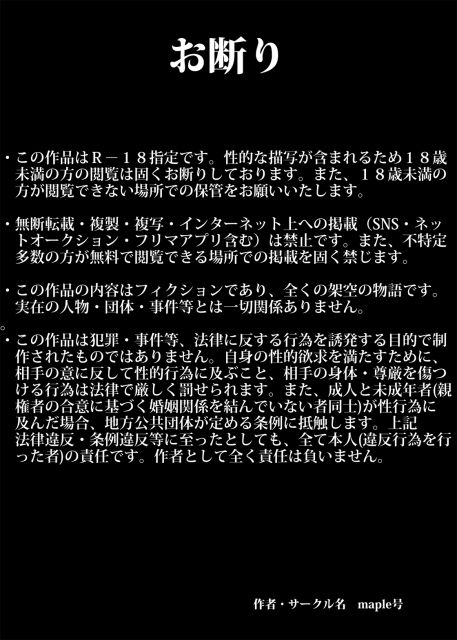 お断り
・この作品はR－18指定です。性的な描写が含まれるため18歳
未満の方の閲覧は固くお断りしております。また、18歳未満の
方が閲覧できない場所での保管をお願いいたします。
・無断転載・複製・複写・インターネット上への掲載（SNS・ネッ
トオークション・フリマアプリ含む）は禁止です。また、不特定
多数の方が無料で閲覧できる場所での掲載を固く禁じます。
・この作品の内容はフィクションであり、全くの架空の物語です。
実在の人物・団体・事件等とは一切関係ありません。
。
・この作品は犯罪・事件等、法律に反する行為を誘発する目的で制
作されたものではありません。自身の性的欲求を満たすために、
相手の意に反して性的行為に及ぶこと、相手の身体・尊厳を傷つ
ける行為は法律で厳しく罰せられます。また、成人と未成年者(親
権者の合意に基づく婚姻関係を結んでいない者同士)が性行為に
及んだ場合、地方公共団体が定める条例に抵触します。上記
法律違反・条例違反等に至ったとしても、全て本人(違反行為を行
った者)の責任です。作者として全く責任は負いません。
作者・サークル名　maple号